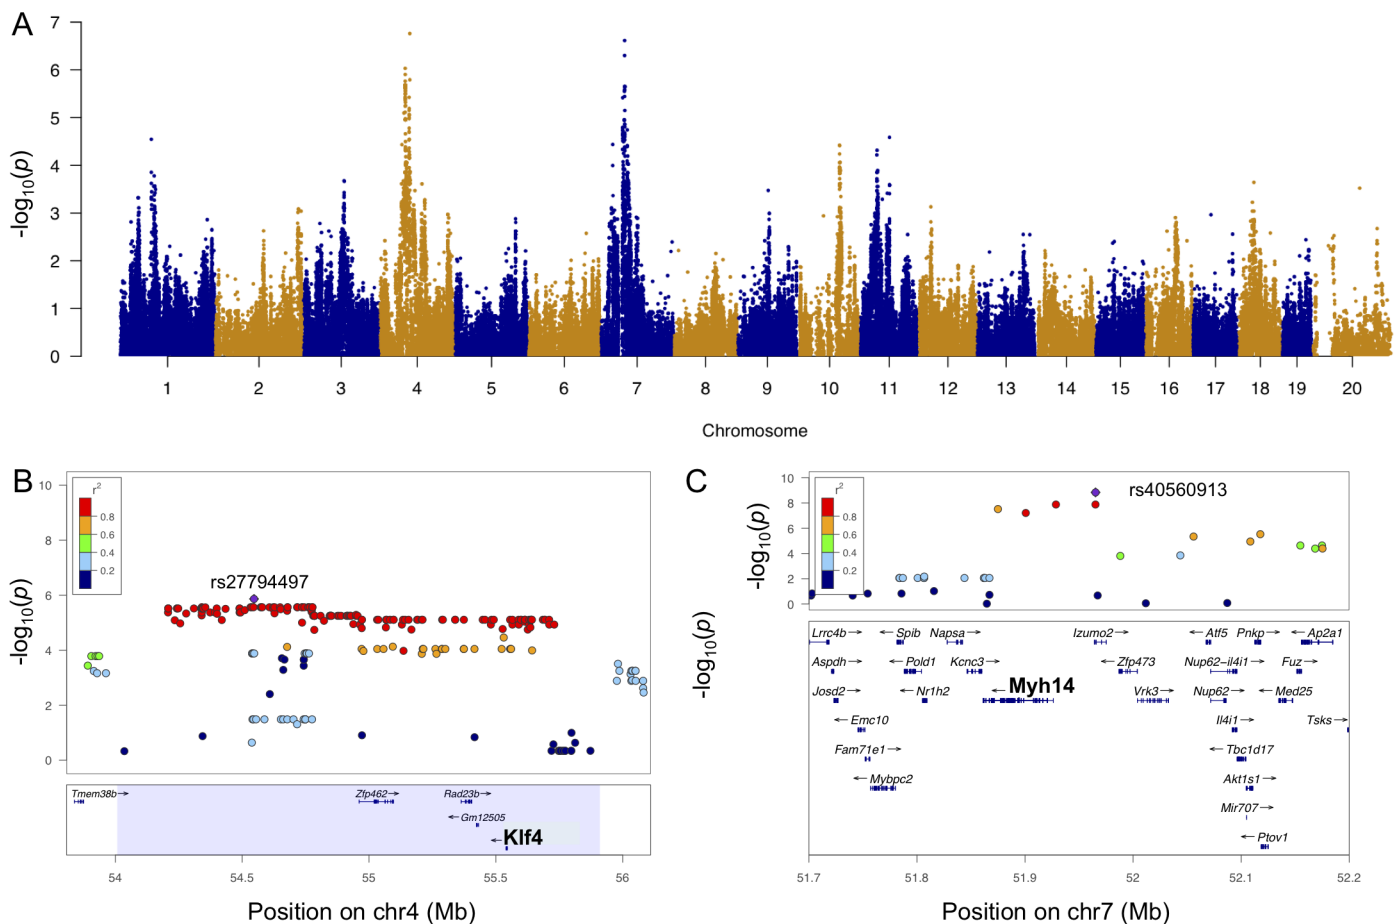 A
7
6
5
4
3
2
1
0
-log10(p)
1 2 3 4 5 6 7 8 9 10 11 12 13 14 15 16 17 18 19 20
Chromosome
B
10
8
6
4
2
0
-log10(p)
r2
0.8
0.6
0.4
0.2
rs27794497
Tmem38b→ Zfp462→ Rad23b→
←Gm12505
←Klf4
54 54.5 55 55.5 56
Position on chr4 (Mb)
C
10
8
6
4
2
0
-log10(p)
r2
0.8
0.6
0.4
0.2
rs40560913
-log10(p)
Lrrc4b→ ←Spib Napsa→ Izumo2→ ←Atf5 Pnkp→ ←Ap2a1
Aspdh→ ←Pold1 Kcnc3→ ←Zfp473 Nup62-il4i1→ Fuz→
Josd2→ ←Nr1h2 ←Myh14 Vrk3→ Nup62→ ←Med25
←Emc10 Il4i1→ Tsks→
Fam71e1→ ←Tbc1d17
←Mybpc2 Akt1s1→
Mir707→
←Ptov1
51.7 51.8 51.9 52 52.1 52.2
Position on chr7 (Mb)